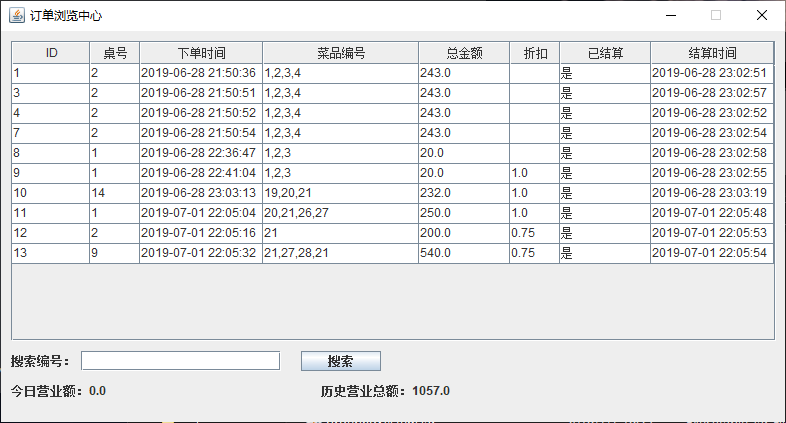 订单浏览中心
ID 桌号 下单时间 菜品编号 总金额 折扣 已结算 结算时间
1 2 2019-06-28 21:50:36 1,2,3,4 243.0 是 2019-06-28 23:02:51
3 2 2019-06-28 21:50:51 1,2,3,4 243.0 是 2019-06-28 23:02:57
4 2 2019-06-28 21:50:52 1,2,3,4 243.0 是 2019-06-28 23:02:52
7 2 2019-06-28 21:50:54 1,2,3,4 243.0 是 2019-06-28 23:02:54
8 1 2019-06-28 22:36:47 1,2,3 20.0 是 2019-06-28 23:02:58
9 1 2019-06-28 22:41:04 1,2,3 20.0 1.0 是 2019-06-28 23:02:55
10 14 2019-06-28 23:03:13 19,20,21 232.0 1.0 是 2019-06-28 23:03:19
11 1 2019-07-01 22:05:04 20,21,26,27 250.0 1.0 是 2019-07-01 22:05:48
12 2 2019-07-01 22:05:16 21 200.0 0.75 是 2019-07-01 22:05:53
13 9 2019-07-01 22:05:32 21,27,28,21 540.0 0.75 是 2019-07-01 22:05:54
搜索编号： 搜索
今日营业额：0.0 历史营业总额：1057.0